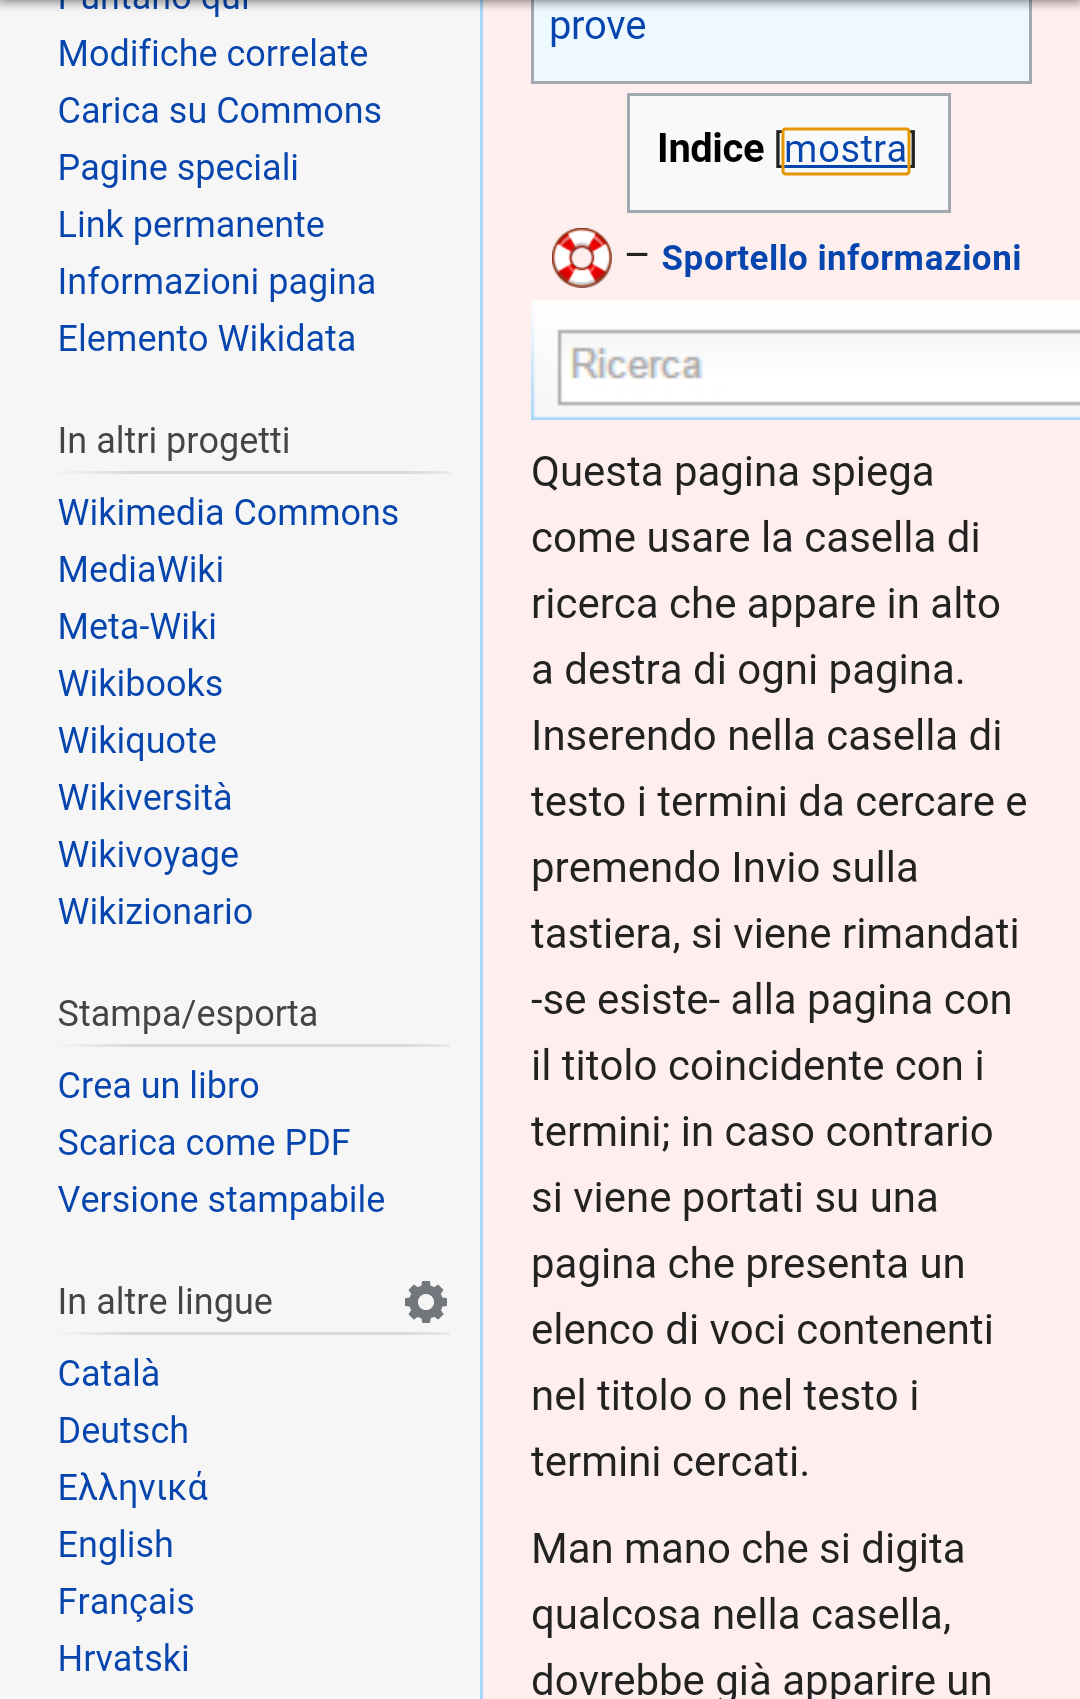 Puntano qui
Modifiche correlate
Carica su Commons
Pagine speciali
Link permanente
Informazioni pagina
Elemento Wikidata
In altri progetti
Wikimedia Commons
MediaWiki
Meta-Wiki
Wikibooks
Wikiquote
Wikiversità
Wikivoyage
Wikizionario
Stampa/esporta
Crea un libro
Scarica come PDF
Versione stampabile
In altre lingue
Català
Deutsch
Ελληνικά
English
Français
Hrvatski
prove
Indice [mostra]
– Sportello informazioni
Ricerca
Questa pagina spiega
come usare la casella di
ricerca che appare in alto
a destra di ogni pagina.
Inserendo nella casella di
testo i termini da cercare e
premendo Invio sulla
tastiera, si viene rimandati
-se esiste- alla pagina con
il titolo coincidente con i
termini; in caso contrario
si viene portati su una
pagina che presenta un
elenco di voci contenenti
nel titolo o nel testo i
termini cercati.
Man mano che si digita
qualcosa nella casella,
dovrebbe già apparire un